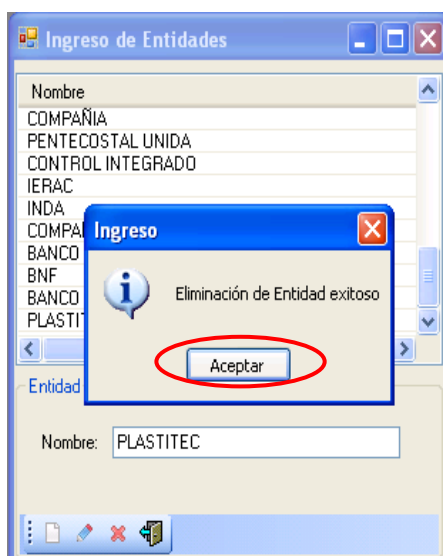 Ingreso de Entidades
Nombre
COMPAÑIA
PENTECOSTAL UNIDA
CONTROL INTEGRADO
IERAC
INDA
BANCO
BNF
BANCO
Ingreso
Eliminación de Entidad exitoso
Aceptar
Entidad
Nombre: PLASTITEC